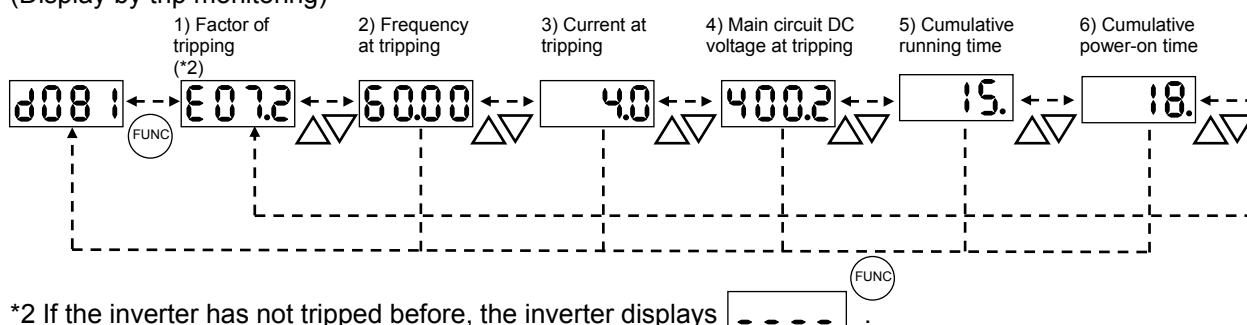 (Display by trip monitoring)
1) Factor of
tripping
(*2)
2) Frequency
at tripping
3) Current at
tripping
4) Main circuit DC
voltage at tripping
5) Cumulative
running time
6) Cumulative
power-on time
d081
E07.2
60.00
4.0
400.2
15.
18.
FUNC
FUNC
*2 If the inverter has not tripped before, the inverter displays _ _ _ _ .